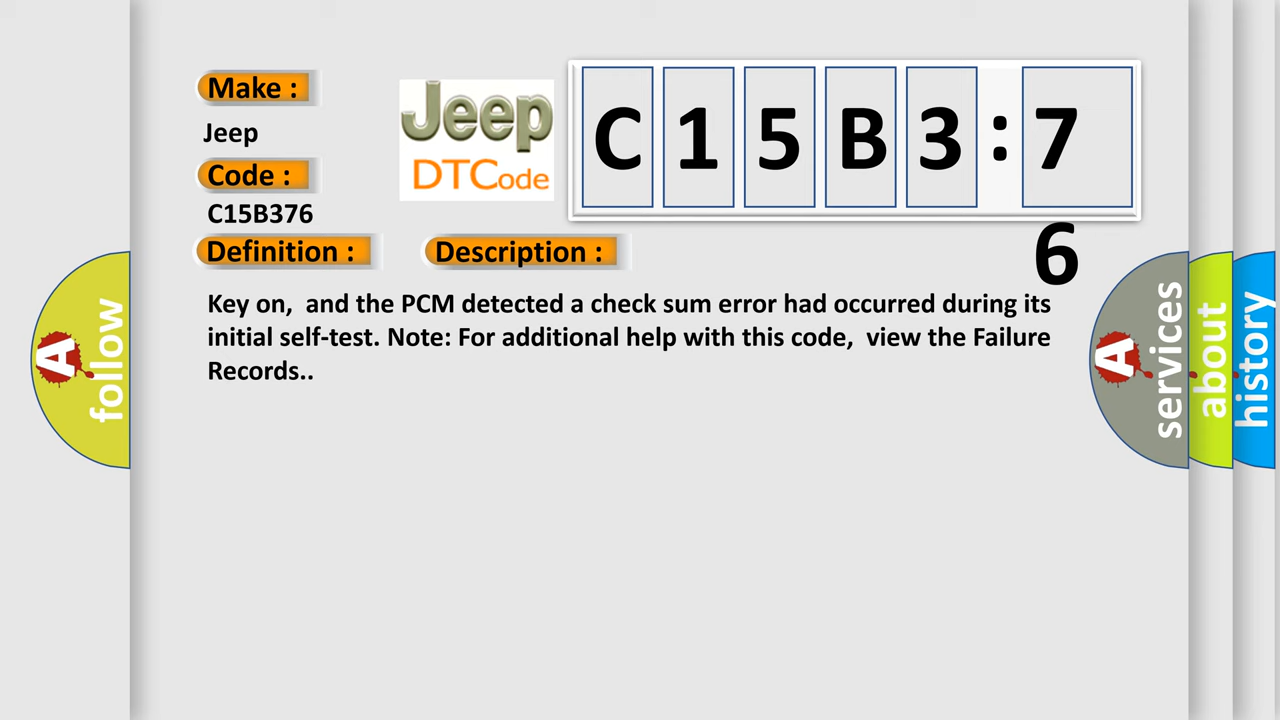 Make :
Jeep
Code :
C15B376
Jeep
DTCode
C 1 5 B 3 : 7
6
Definition :
Description :
Key on,  and the PCM detected a check sum error had occurred during its
initial self-test. Note: For additional help with this code,  view the Failure
Records..
A follow
A services
about
history